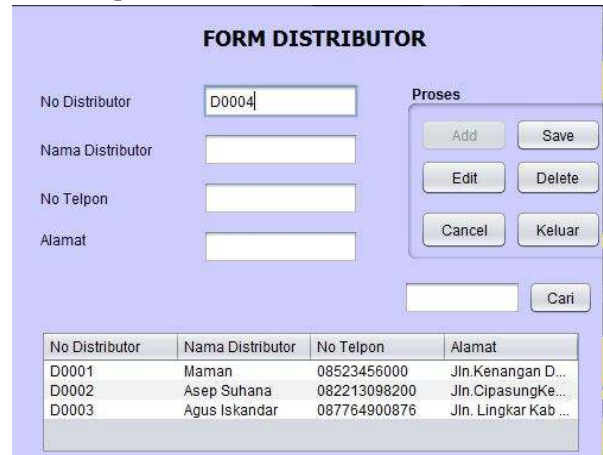 FORM DISTRIBUTOR
No Distributor D0004
Nama Distributor
No Telpon
Alamat
Proses
Add Save
Edit Delete
Cancel Keluar
Cari
No Distributor Nama Distributor No Telpon Alamat
D0001 Maman 08523456000 Jln.Kenangan D...
D0002 Asep Suhana 082213098200 Jln.CipasungKe...
D0003 Agus Iskandar 087764900876 Jln. Lingkar Kab ...